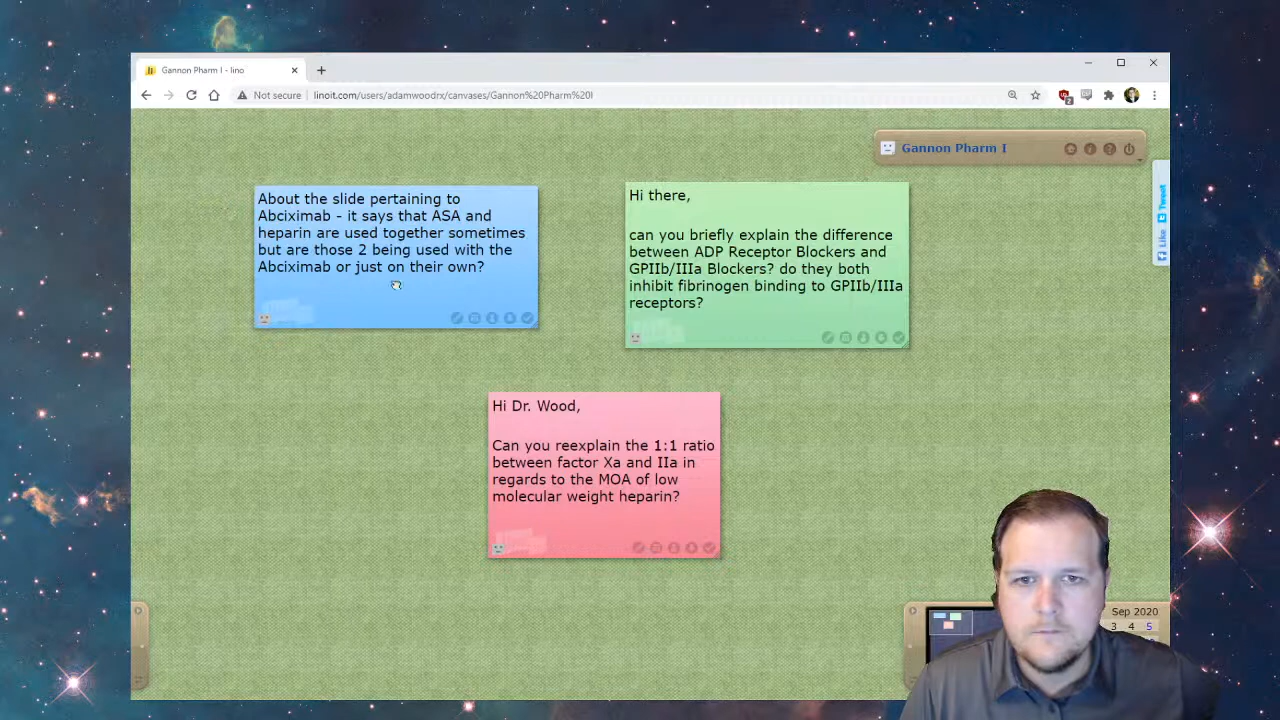 Gannon Pharm I - lino
Not secure
linoit.com/users/adamwoodrx/canvases/Gannon%20Pharm%20I
2
Gannon Pharm I
Tweet
Like
About the slide pertaining to
Abciximab - it says that ASA and
heparin are used together sometimes
but are those 2 being used with the
Abciximab or just on their own?
Hi there,
can you briefly explain the difference
between ADP Receptor Blockers and
GPIIb/IIIa Blockers? do they both
inhibit fibrinogen binding to GPIIb/IIIa
receptors?
Hi Dr. Wood,
Can you reexplain the 1:1 ratio
between factor Xa and IIa in
regards to the MOA of low
molecular weight heparin?
Sep 2020
3 4 5